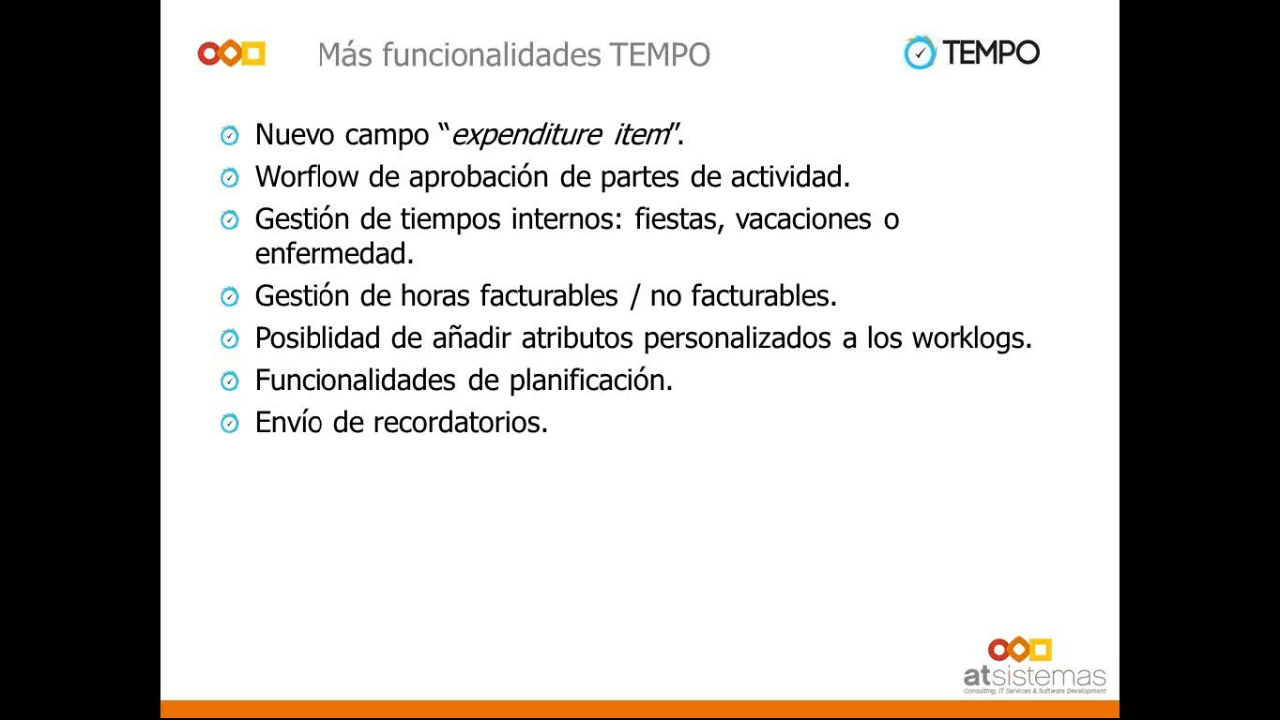 Más funcionalidades TEMPO
TEMPO
Nuevo campo “expenditure item”.
Worflow de aprobación de partes de actividad.
Gestión de tiempos internos: fiestas, vacaciones o
enfermedad.
Gestión de horas facturables / no facturables.
Posiblidad de añadir atributos personalizados a los worklogs.
Funcionalidades de planificación.
Envío de recordatorios.
atsistemas
Consulting, IT Services & Software Development